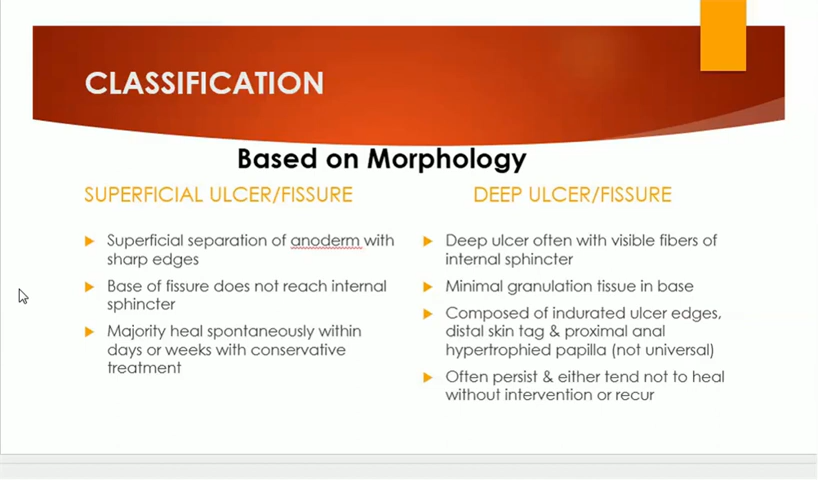 CLASSIFICATION
Based on Morphology
SUPERFICIAL ULCER/FISSURE
Superficial separation of anoderm with
sharp edges
Base of fissure does not reach internal
sphincter
Majority heal spontaneously within
days or weeks with conservative
treatment
DEEP ULCER/FISSURE
Deep ulcer often with visible fibers of
internal sphincter
Minimal granulation tissue in base
Composed of indurated ulcer edges,
distal skin tag & proximal anal
hypertrophied papilla (not universal)
Often persist & either tend not to heal
without intervention or recur